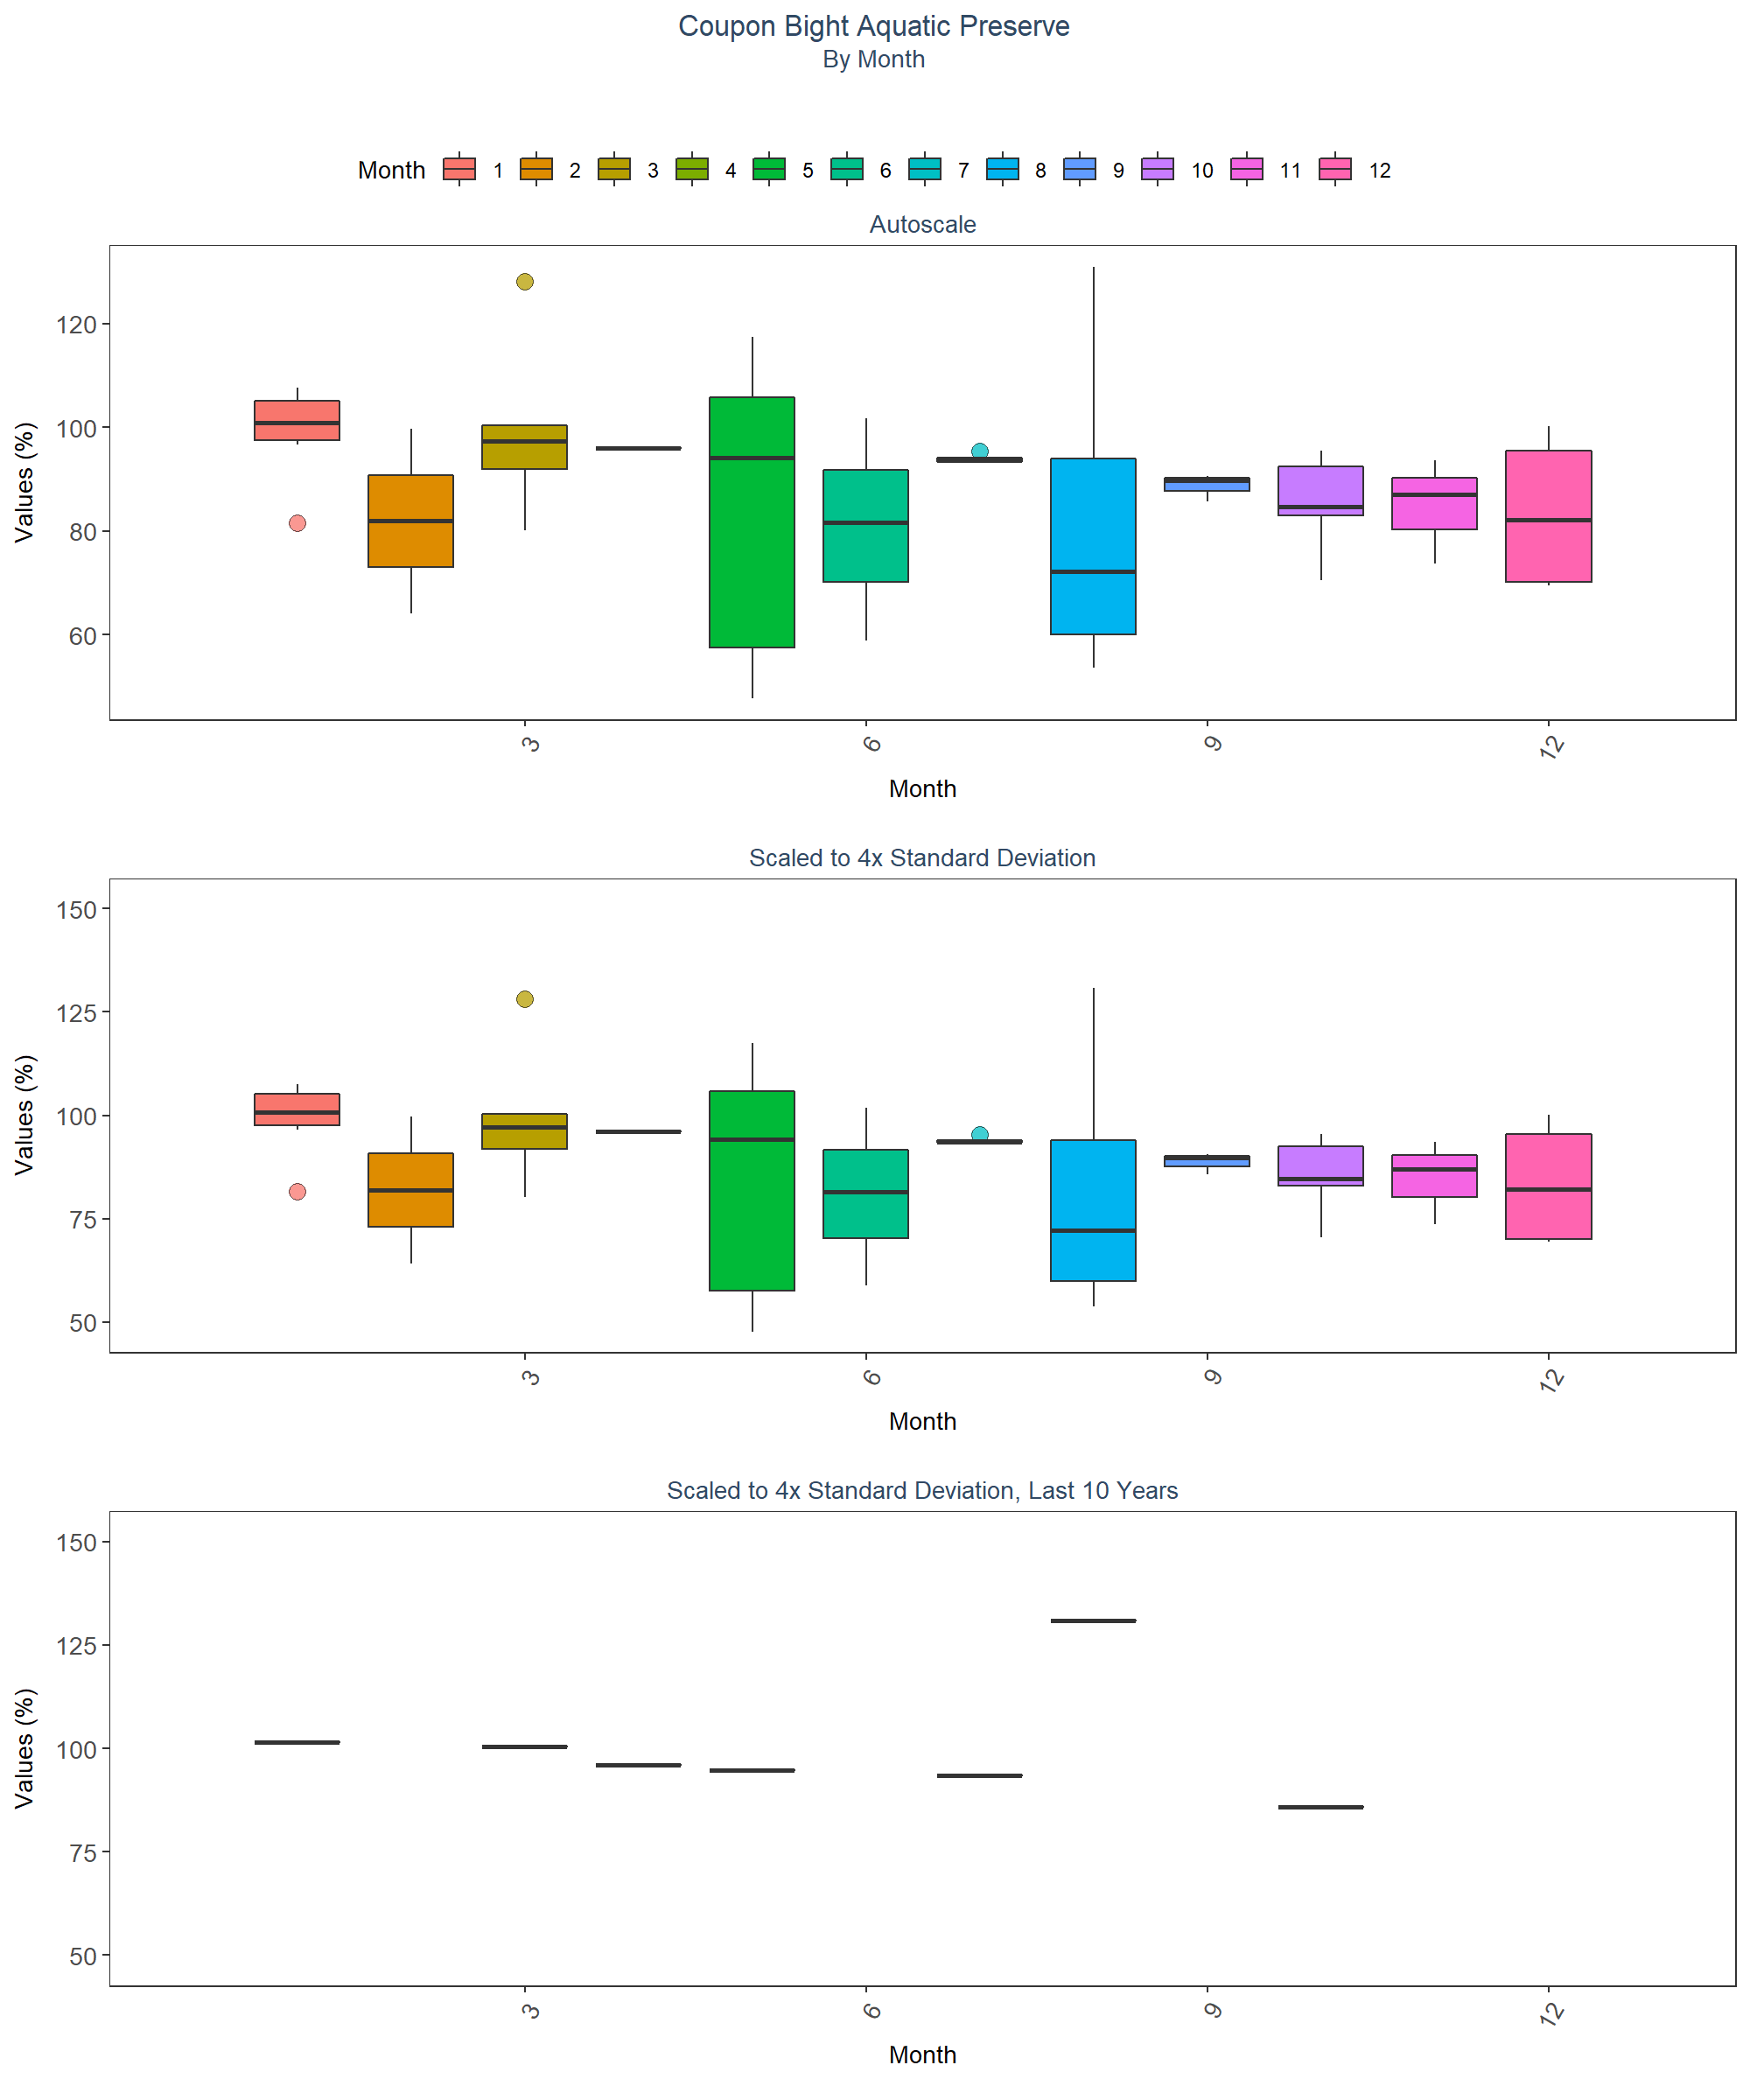 Coupon Bight Aquatic Preserve
By Month
Month 1 2 3 4 5 6 7 8 9 10 11 12
Autoscale
Values (%)
120
100
80
60
3 6 9 12
Month
Scaled to 4x Standard Deviation
Values (%)
150
125
100
75
50
3 6 9 12
Month
Scaled to 4x Standard Deviation, Last 10 Years
Values (%)
150
125
100
75
50
3 6 9 12
Month